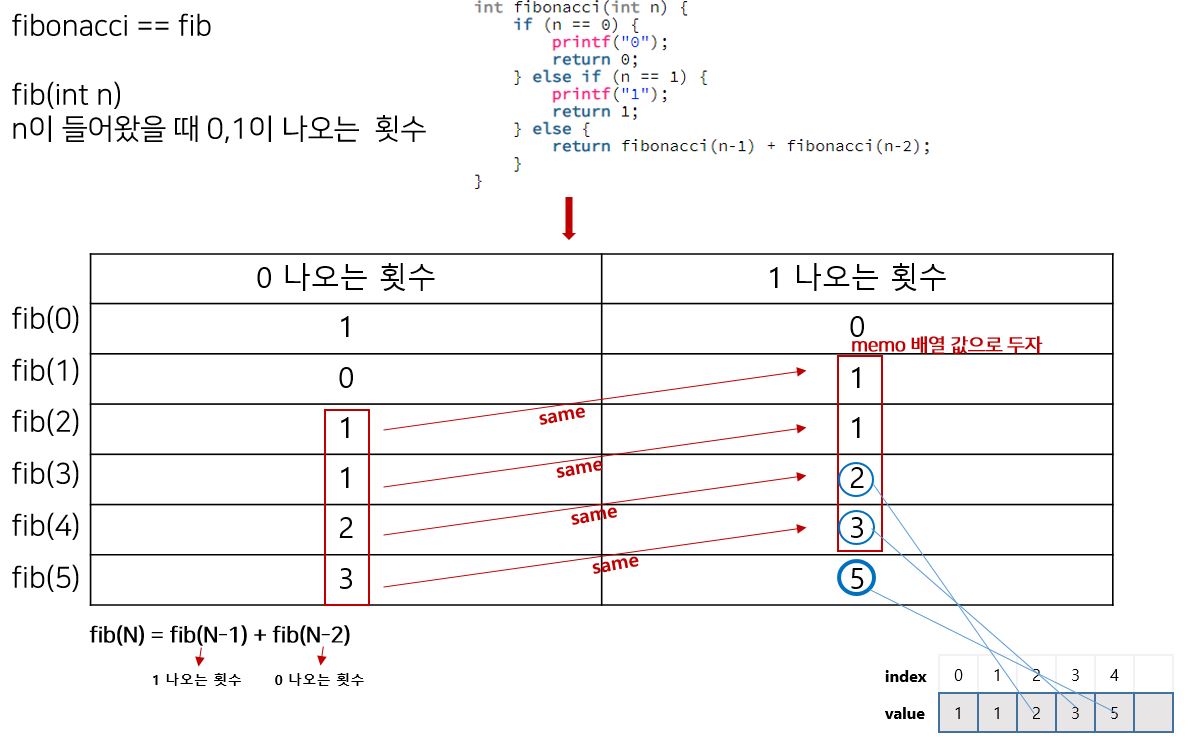 fibonacci == fib
fib(int n)
n이 들어왔을 때 0,1이 나오는 횟수
int fibonacci(int n) {
    if (n == 0) {
        printf("0");
        return 0;
    } else if (n == 1) {
        printf("1");
        return 1;
    } else {
        return fibonacci(n-1) + fibonacci(n-2);
    }
}
0 나오는 횟수 1 나오는 횟수
fib(0) 1 0
memo 배열 값으로 두자
fib(1) 0 1
same
fib(2) 1 1
same
fib(3) 1 2
same
fib(4) 2 3
same
fib(5) 3 5
fib(N) = fib(N-1) + fib(N-2)
1 나오는 횟수 0 나오는 횟수
index 0 1 2 3 4
value 1 1 2 3 5